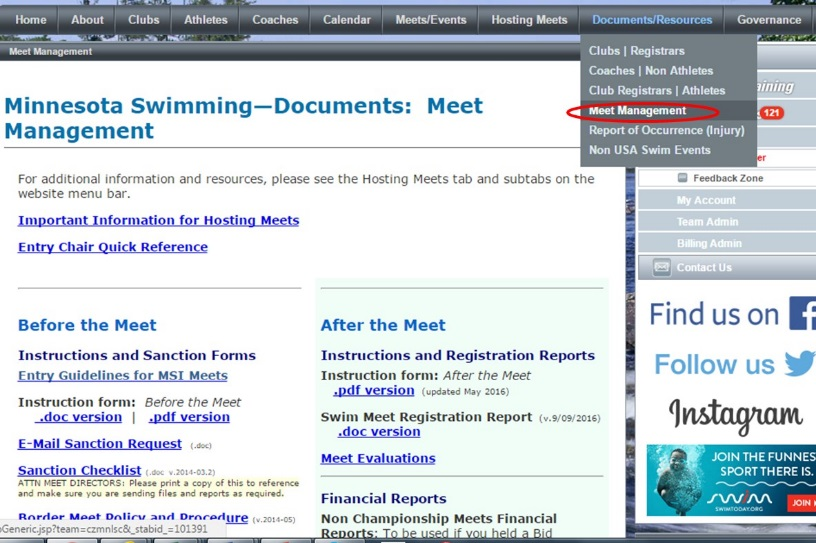 Home About Clubs Athletes Coaches Calendar Meets/Events Hosting Meets Documents/Resources Governance
Meet Management
Clubs | Registrars
Coaches | Non Athletes
Club Registrars | Athletes
Meet Management
Report of Occurrence (Injury)
Non USA Swim Events
Minnesota Swimming—Documents: Meet
Management
For additional information and resources, please see the Hosting Meets tab and subtabs on the
website menu bar.
Important Information for Hosting Meets
Entry Chair Quick Reference
Before the Meet
Instructions and Sanction Forms
Entry Guidelines for MSI Meets
Instruction form: Before the Meet
.doc version | .pdf version
E-Mail Sanction Request (.doc)
Sanction Checklist (.doc v.2014-03.2)
ATTN MEET DIRECTORS: Please print a copy of this to reference
and make sure you are sending files and reports as required.
Border Meet Policy and Procedure (v.2014-05)
oGeneric.jsp?team=czmnlsc&_stabid_=101391
After the Meet
Instructions and Registration Reports
Instruction form: After the Meet
.pdf version (updated May 2016)
Swim Meet Registration Report (v.9/09/2016)
.doc version
Meet Evaluations
Financial Reports
Non Championship Meets Financial
Reports: To be used if you held a Bid
aining
121
er
Feedback Zone
My Account
Team Admin
Billing Admin
Contact Us
Find us on f
Follow us
Instagram
JOIN THE FUNNES
SPORT THERE IS.
SWIM
SWIMTODAY.ORG
JOIN